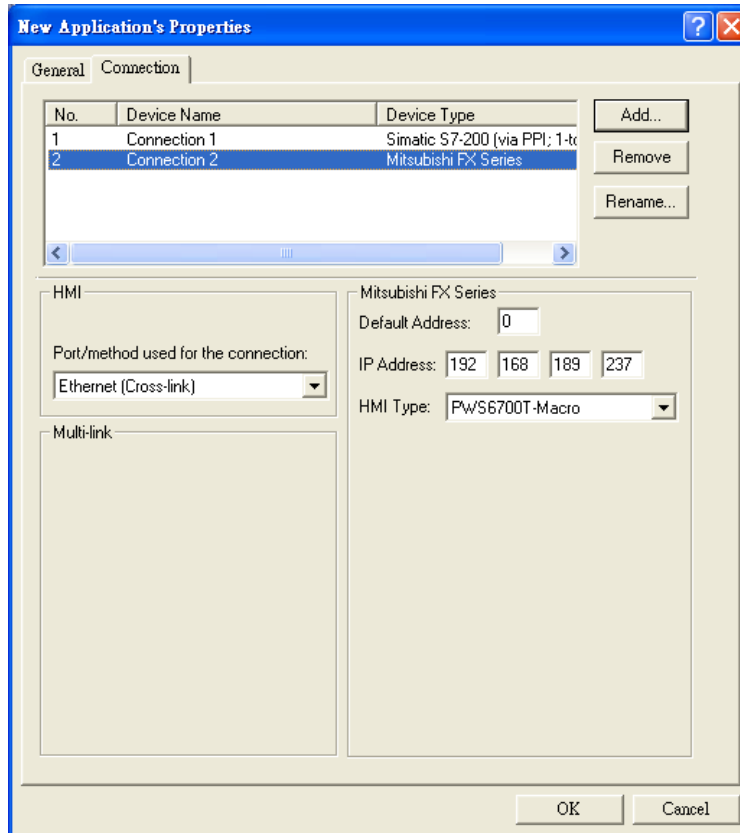 New Application's Properties
General Connection
No. Device Name Device Type
1 Connection 1 Simatic S7-200 (via PPI; 1-to
2 Connection 2 Mitsubishi FX Series
Add...
Remove
Rename...
HMI
Port/method used for the connection:
Ethernet (Cross-link)
Multi-link
Mitsubishi FX Series
Default Address: 0
IP Address: 192 168 189 237
HMI Type: PWS6700T-Macro
OK Cancel